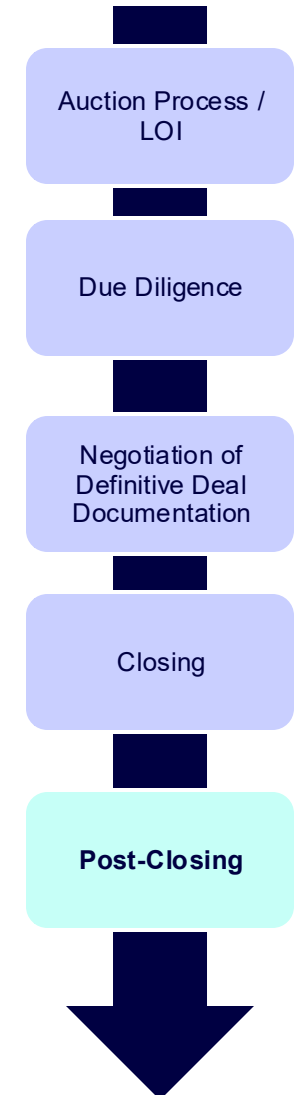 Auction Process /
LOI
Due Diligence
Negotiation of
Definitive Deal
Documentation
Closing
Post-Closing